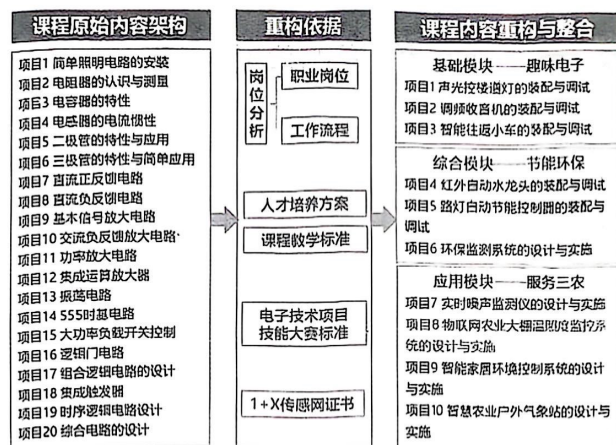 课程原始内容架构
项目1 简单照明电路的安装
项目2 电阻器的认识与测量
项目3 电容器的特性
项目4 电感器的电流惯性
项目5 二极管的特性与应用
项目6 三极管的特性与简单应用
项目7 直流正反馈电路
项目8 直流负反馈电路
项目9 基本信号放大电路
项目10 交流负反馈放大电路
项目11 功率放大电路
项目12 集成运算放大器
项目13 振荡电路
项目14 555时基电路
项目15 大功率负载开关控制
项目16 逻辑门电路
项目17 组合逻辑电路的设计
项目18 集成触发器
项目19 时序逻辑电路设计
项目20 综合电路的设计
重构依据
岗位分析
职业岗位
工作流程
人才培养方案
课程教学标准
电子技术项目
技能大赛标准
1+X传感网证书
课程内容重构与整合
基础模块——趣味电子
项目1 声光控楼道灯的装配与调试
项目2 调频收音机的装配与调试
项目3 智能往返小车的装配与调试
综合模块——节能环保
项目4 红外自动水龙头的装配与调试
项目5 路灯自动节能控制器的装配与
调试
项目6 环保监测系统的设计与实施
应用模块——服务三农
项目7 实时噪声监测仪的设计与实施
项目8 物联网农业大棚温照度监控系
统的设计与实施
项目9 智能家居环境控制系统的设计
与实施
项目10 智慧农业户外气象站的设计与
实施